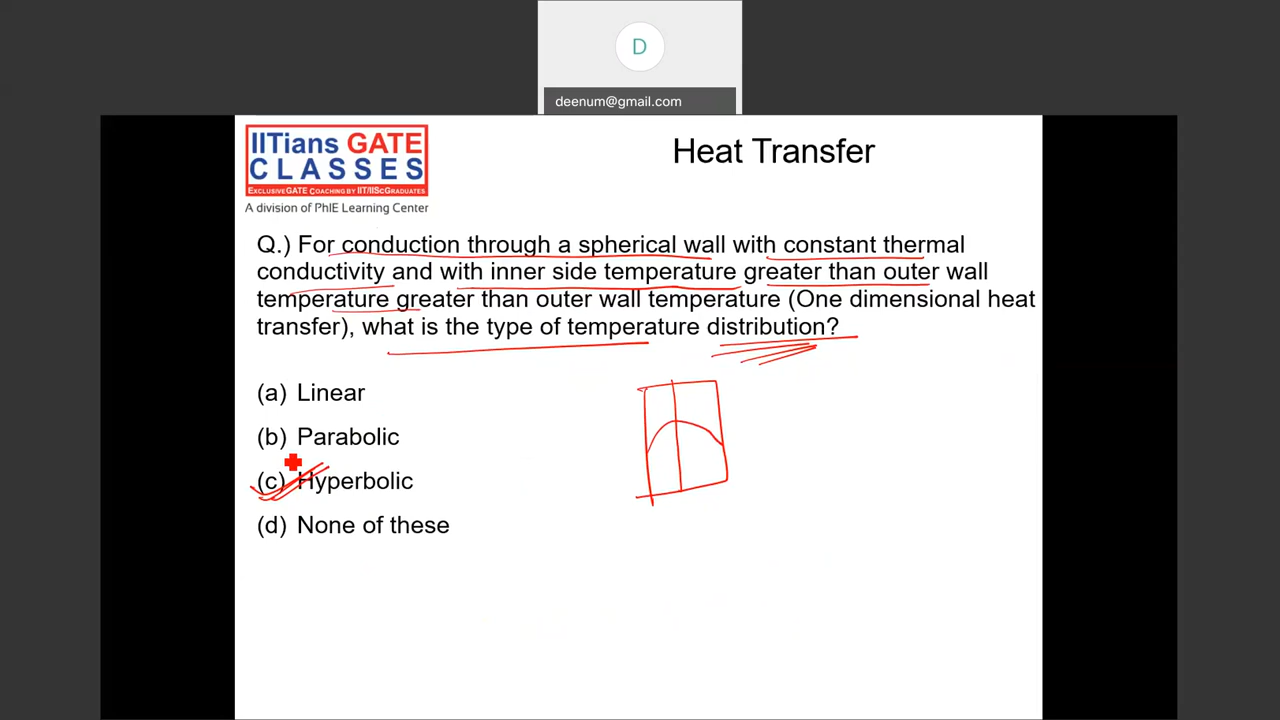 D
deenum@gmail.com
IITians GATE
CLASSES
EXCLUSIVE GATE COACHING BY IIT/IISc GRADUATES
A division of PhIE Learning Center
Heat Transfer
Q.) For conduction through a spherical wall with constant thermal
conductivity and with inner side temperature greater than outer wall
temperature greater than outer wall temperature (One dimensional heat
transfer), what is the type of temperature distribution?
(a) Linear
(b) Parabolic
(c) Hyperbolic
(d) None of these